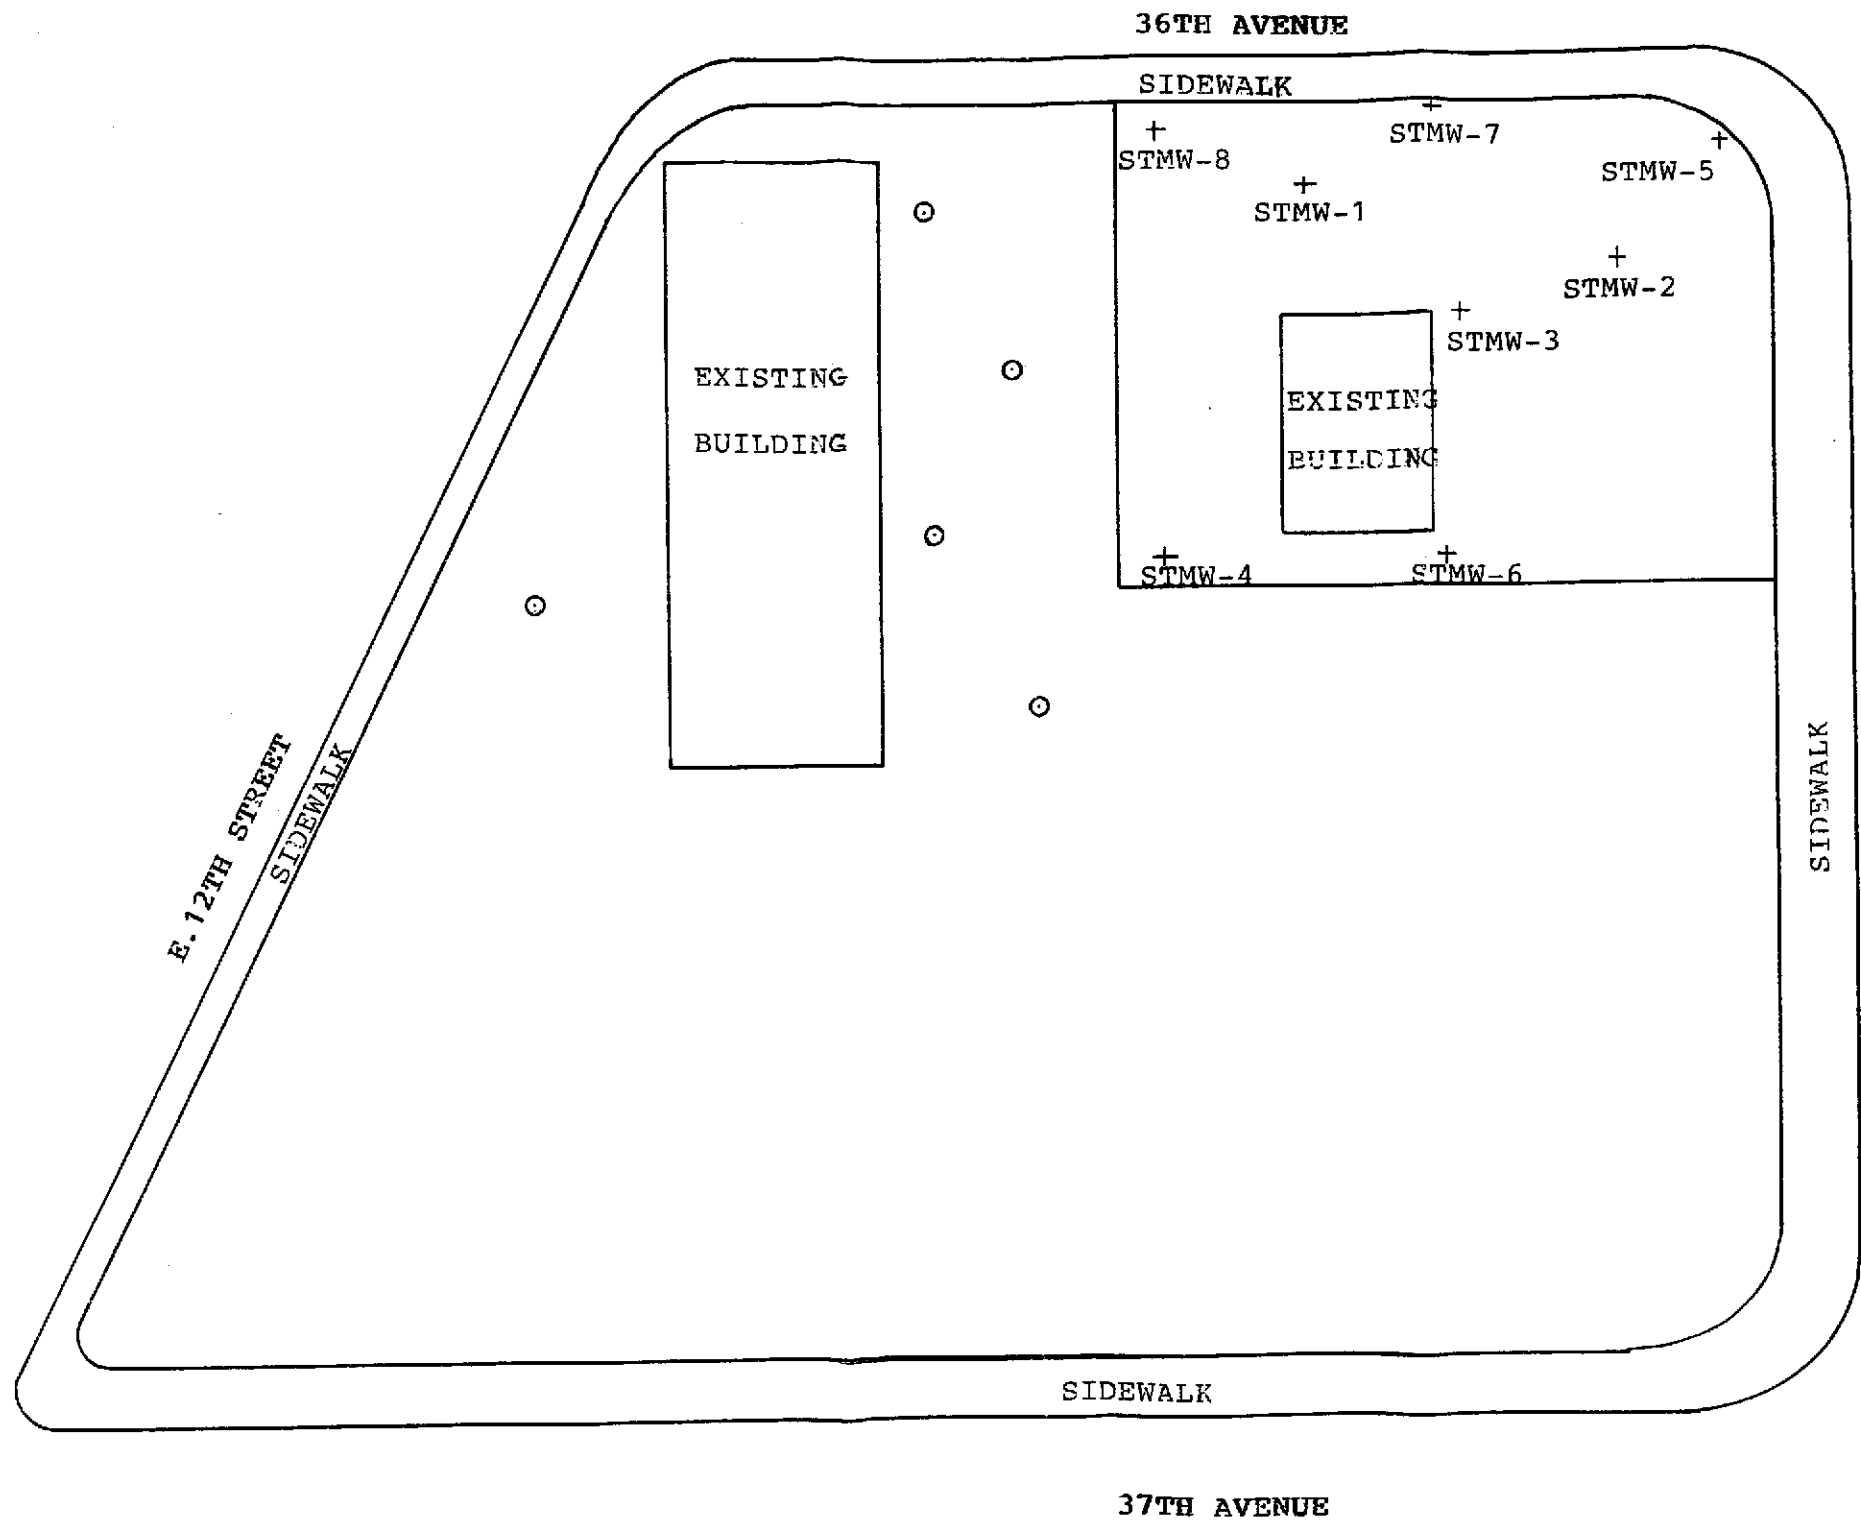 36TH AVENUE
SIDEWALK
STMW-7
STMW-8
STMW-5
STMW-1
STMW-2
STMW-3
EXISTING
BUILDING
EXISTING
BUILDING
STMW-4
STMW-6
E.12TH STREET
SIDEWALK
SIDEWALK
SIDEWALK
37TH AVENUE